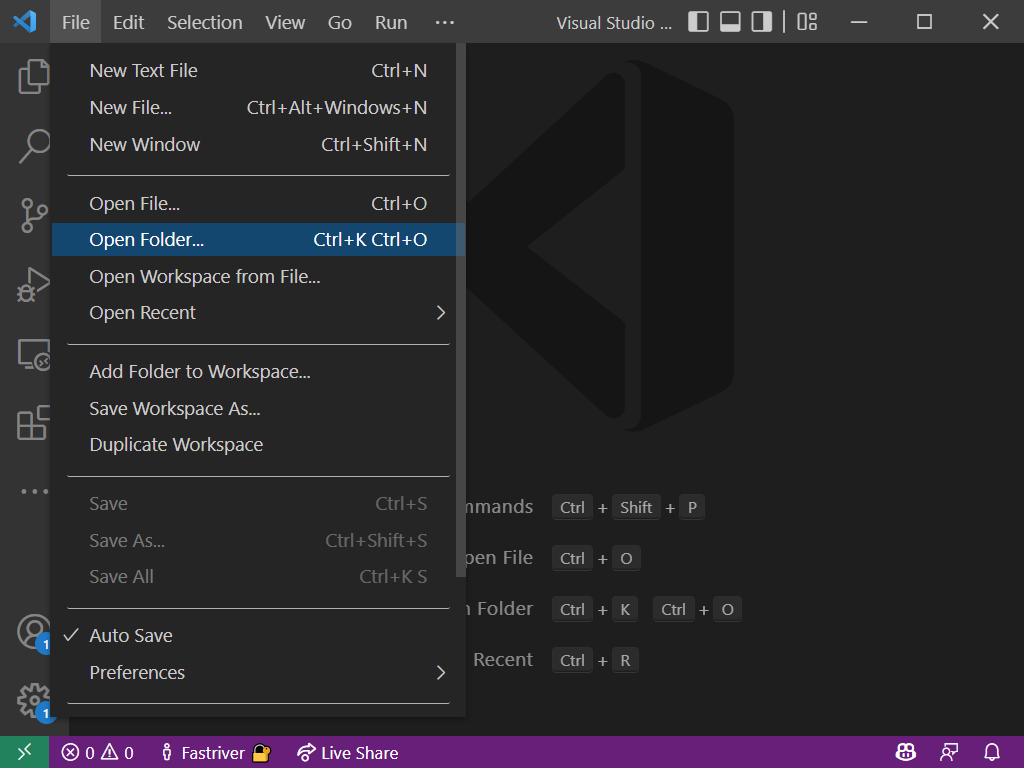 File Edit Selection View Go Run ··· Visual Studio ...
New Text File Ctrl+N
New File... Ctrl+Alt+Windows+N
New Window Ctrl+Shift+N
Open File... Ctrl+O
Open Folder... Ctrl+K Ctrl+O
Open Workspace from File...
Open Recent
Add Folder to Workspace...
Save Workspace As...
Duplicate Workspace
Save Ctrl+S
mmands Ctrl + Shift + P
Save As... Ctrl+Shift+S
pen File Ctrl + O
Save All Ctrl+K S
n Folder Ctrl + K Ctrl + O
Auto Save
1
Recent Ctrl + R
Preferences
1
0 0 Fastriver Live Share